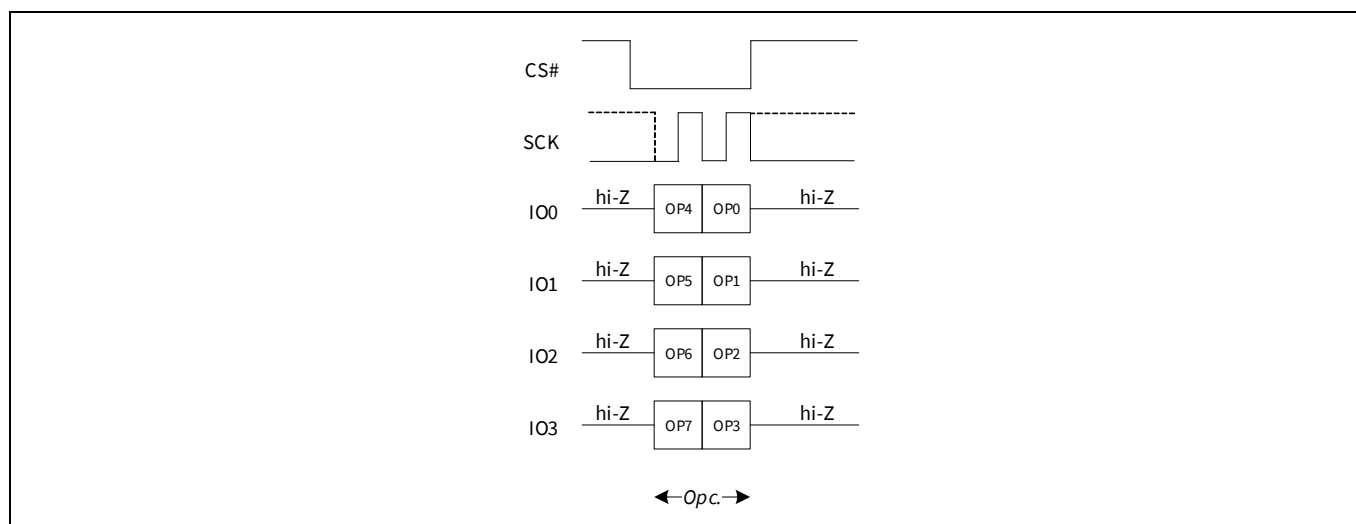 CS#
SCK
hi-Z hi-Z
IO0 OP4 OP0
hi-Z hi-Z
IO1 OP5 OP1
hi-Z hi-Z
IO2 OP6 OP2
hi-Z hi-Z
IO3 OP7 OP3
Opc.